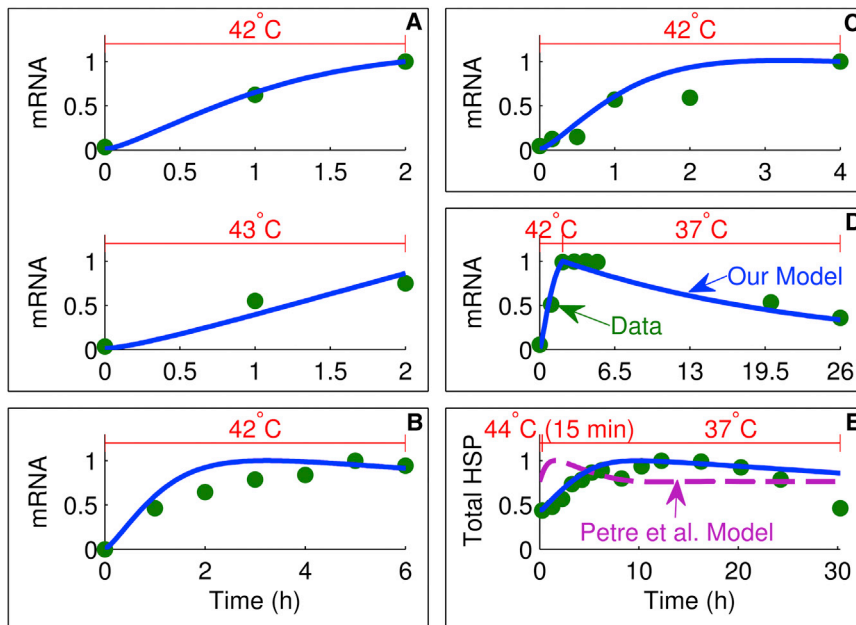 A
42°C
mRNA
1
0.5
0
0 0.5 1 1.5 2
43°C
mRNA
1
0.5
0
0 0.5 1 1.5 2
B
42°C
mRNA
1
0.5
0
0 2 4 6
Time (h)
C
42°C
mRNA
1
0.5
0
0 1 2 3 4
D
42°C 37°C
mRNA
1
0.5
0
Our Model
Data
0 6.5 13 19.5 26
E
44°C (15 min) 37°C
Total HSP
1
0.5
0
Petre et al. Model
0 10 20 30
Time (h)